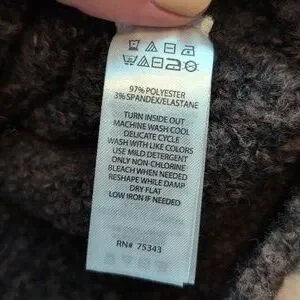 97% POLYESTER
3% SPANDEX/ELASTANE
TURN INSIDE OUT
MACHINE WASH COOL
DELICATE CYCLE
WASH WITH LIKE COLORS
USE MILD DETERGENT
ONLY NON-CHLORINE
BLEACH WHEN NEEDED
RESHAPE WHILE DAMP
DRY FLAT
LOW IRON IF NEEDED
RN# 75343